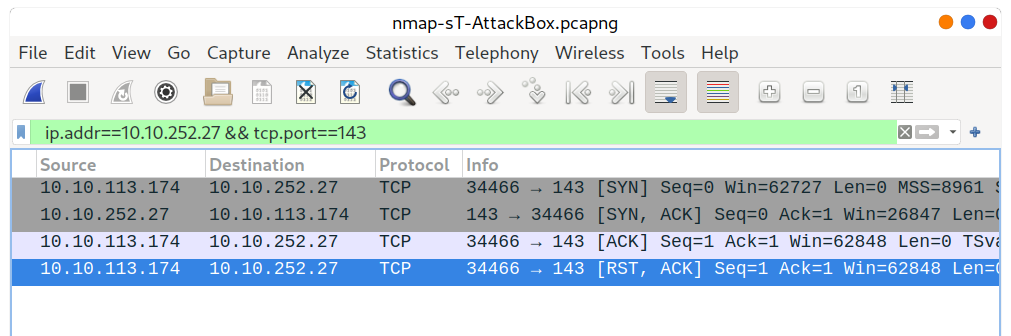 nmap-sT-AttackBox.pcapng
File Edit View Go Capture Analyze Statistics Telephony Wireless Tools Help
ip.addr==10.10.252.27 && tcp.port==143
Source Destination Protocol Info
10.10.113.174 10.10.252.27 TCP 34466 → 143 [SYN] Seq=0 Win=62727 Len=0 MSS=8961
10.10.252.27 10.10.113.174 TCP 143 → 34466 [SYN, ACK] Seq=0 Ack=1 Win=26847 Len=
10.10.113.174 10.10.252.27 TCP 34466 → 143 [ACK] Seq=1 Ack=1 Win=62848 Len=0 TSva
10.10.113.174 10.10.252.27 TCP 34466 → 143 [RST, ACK] Seq=1 Ack=1 Win=62848 Len=